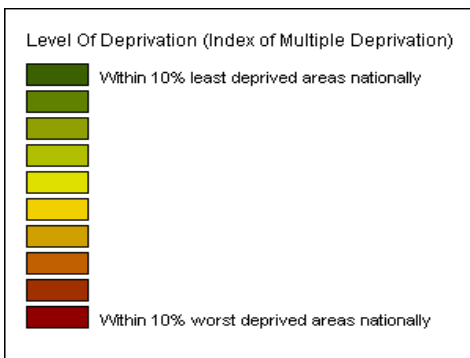 Level Of Deprivation (Index of Multiple Deprivation)
Within 10% least deprived areas nationally
Within 10% worst deprived areas nationally